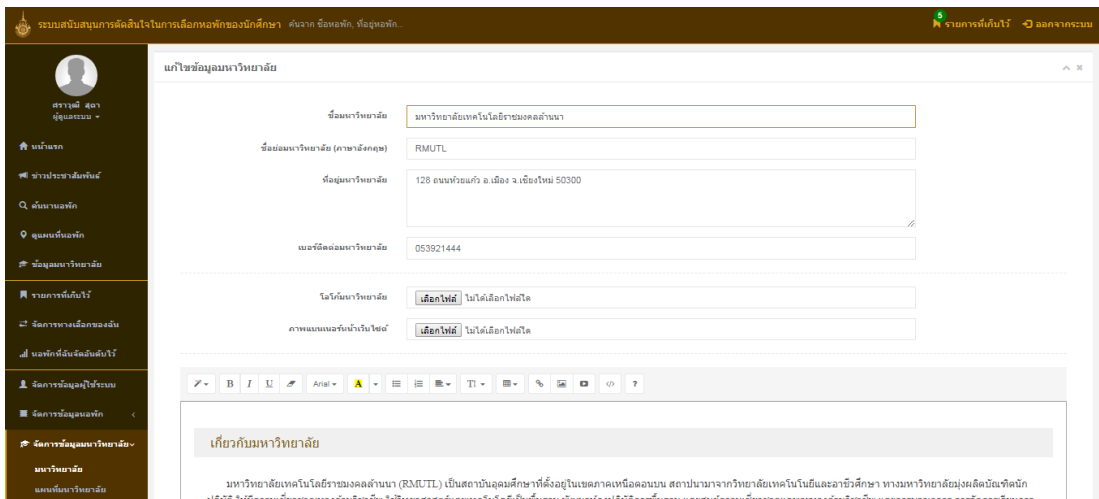 ระบบสนับสนุนการตัดสินใจในการเลือกหอพักของนักศึกษา ค้นจาก ชื่อหอพัก, ที่อยู่หอพัก..
5
รายการที่เก็บไว้ ออกจากระบบ
ศราวุฒิ สุดา
ผู้ดูแลระบบ
หน้าแรก
ข่าวประชาสัมพันธ์
ค้นหาหอพัก
ดูแผนที่หอพัก
ข้อมูลมหาวิทยาลัย
รายการที่เก็บไว้
จัดการทางเลือกของฉัน
หอพักที่ฉันจัดอันดับไว้
จัดการข้อมูลผู้ใช้ระบบ
จัดการข้อมูลหอพัก
จัดการข้อมูลมหาวิทยาลัย
มหาวิทยาลัย
แผนที่มหาวิทยาลัย
แก้ไขข้อมูลมหาวิทยาลัย
ชื่อมหาวิทยาลัย มหาวิทยาลัยเทคโนโลยีราชมงคลล้านนา
ชื่อย่อมหาวิทยาลัย (ภาษาอังกฤษ) RMUTL
ที่อยู่มหาวิทยาลัย 128 ถนนห้วยแก้ว อ.เมือง จ.เชียงใหม่ 50300
เบอร์ติดต่อมหาวิทยาลัย 053921444
โลโก้มหาวิทยาลัย เลือกไฟล์ ไม่ได้เลือกไฟล์ใด
ภาพแบนเนอร์หน้าเว็บไซต์ เลือกไฟล์ ไม่ได้เลือกไฟล์ใด
B I U Arial A T ?
เกี่ยวกับมหาวิทยาลัย
มหาวิทยาลัยเทคโนโลยีราชมงคลล้านนา (RMUTL) เป็นสถาบันอุดมศึกษาที่ตั้งอยู่ในเขตภาคเหนือตอนบน สถาปนามาจากวิทยาลัยเทคโนโลยีและอาชีวศึกษา ทางมหาวิทยาลัยมุ่งผลิตบัณฑิตนัก